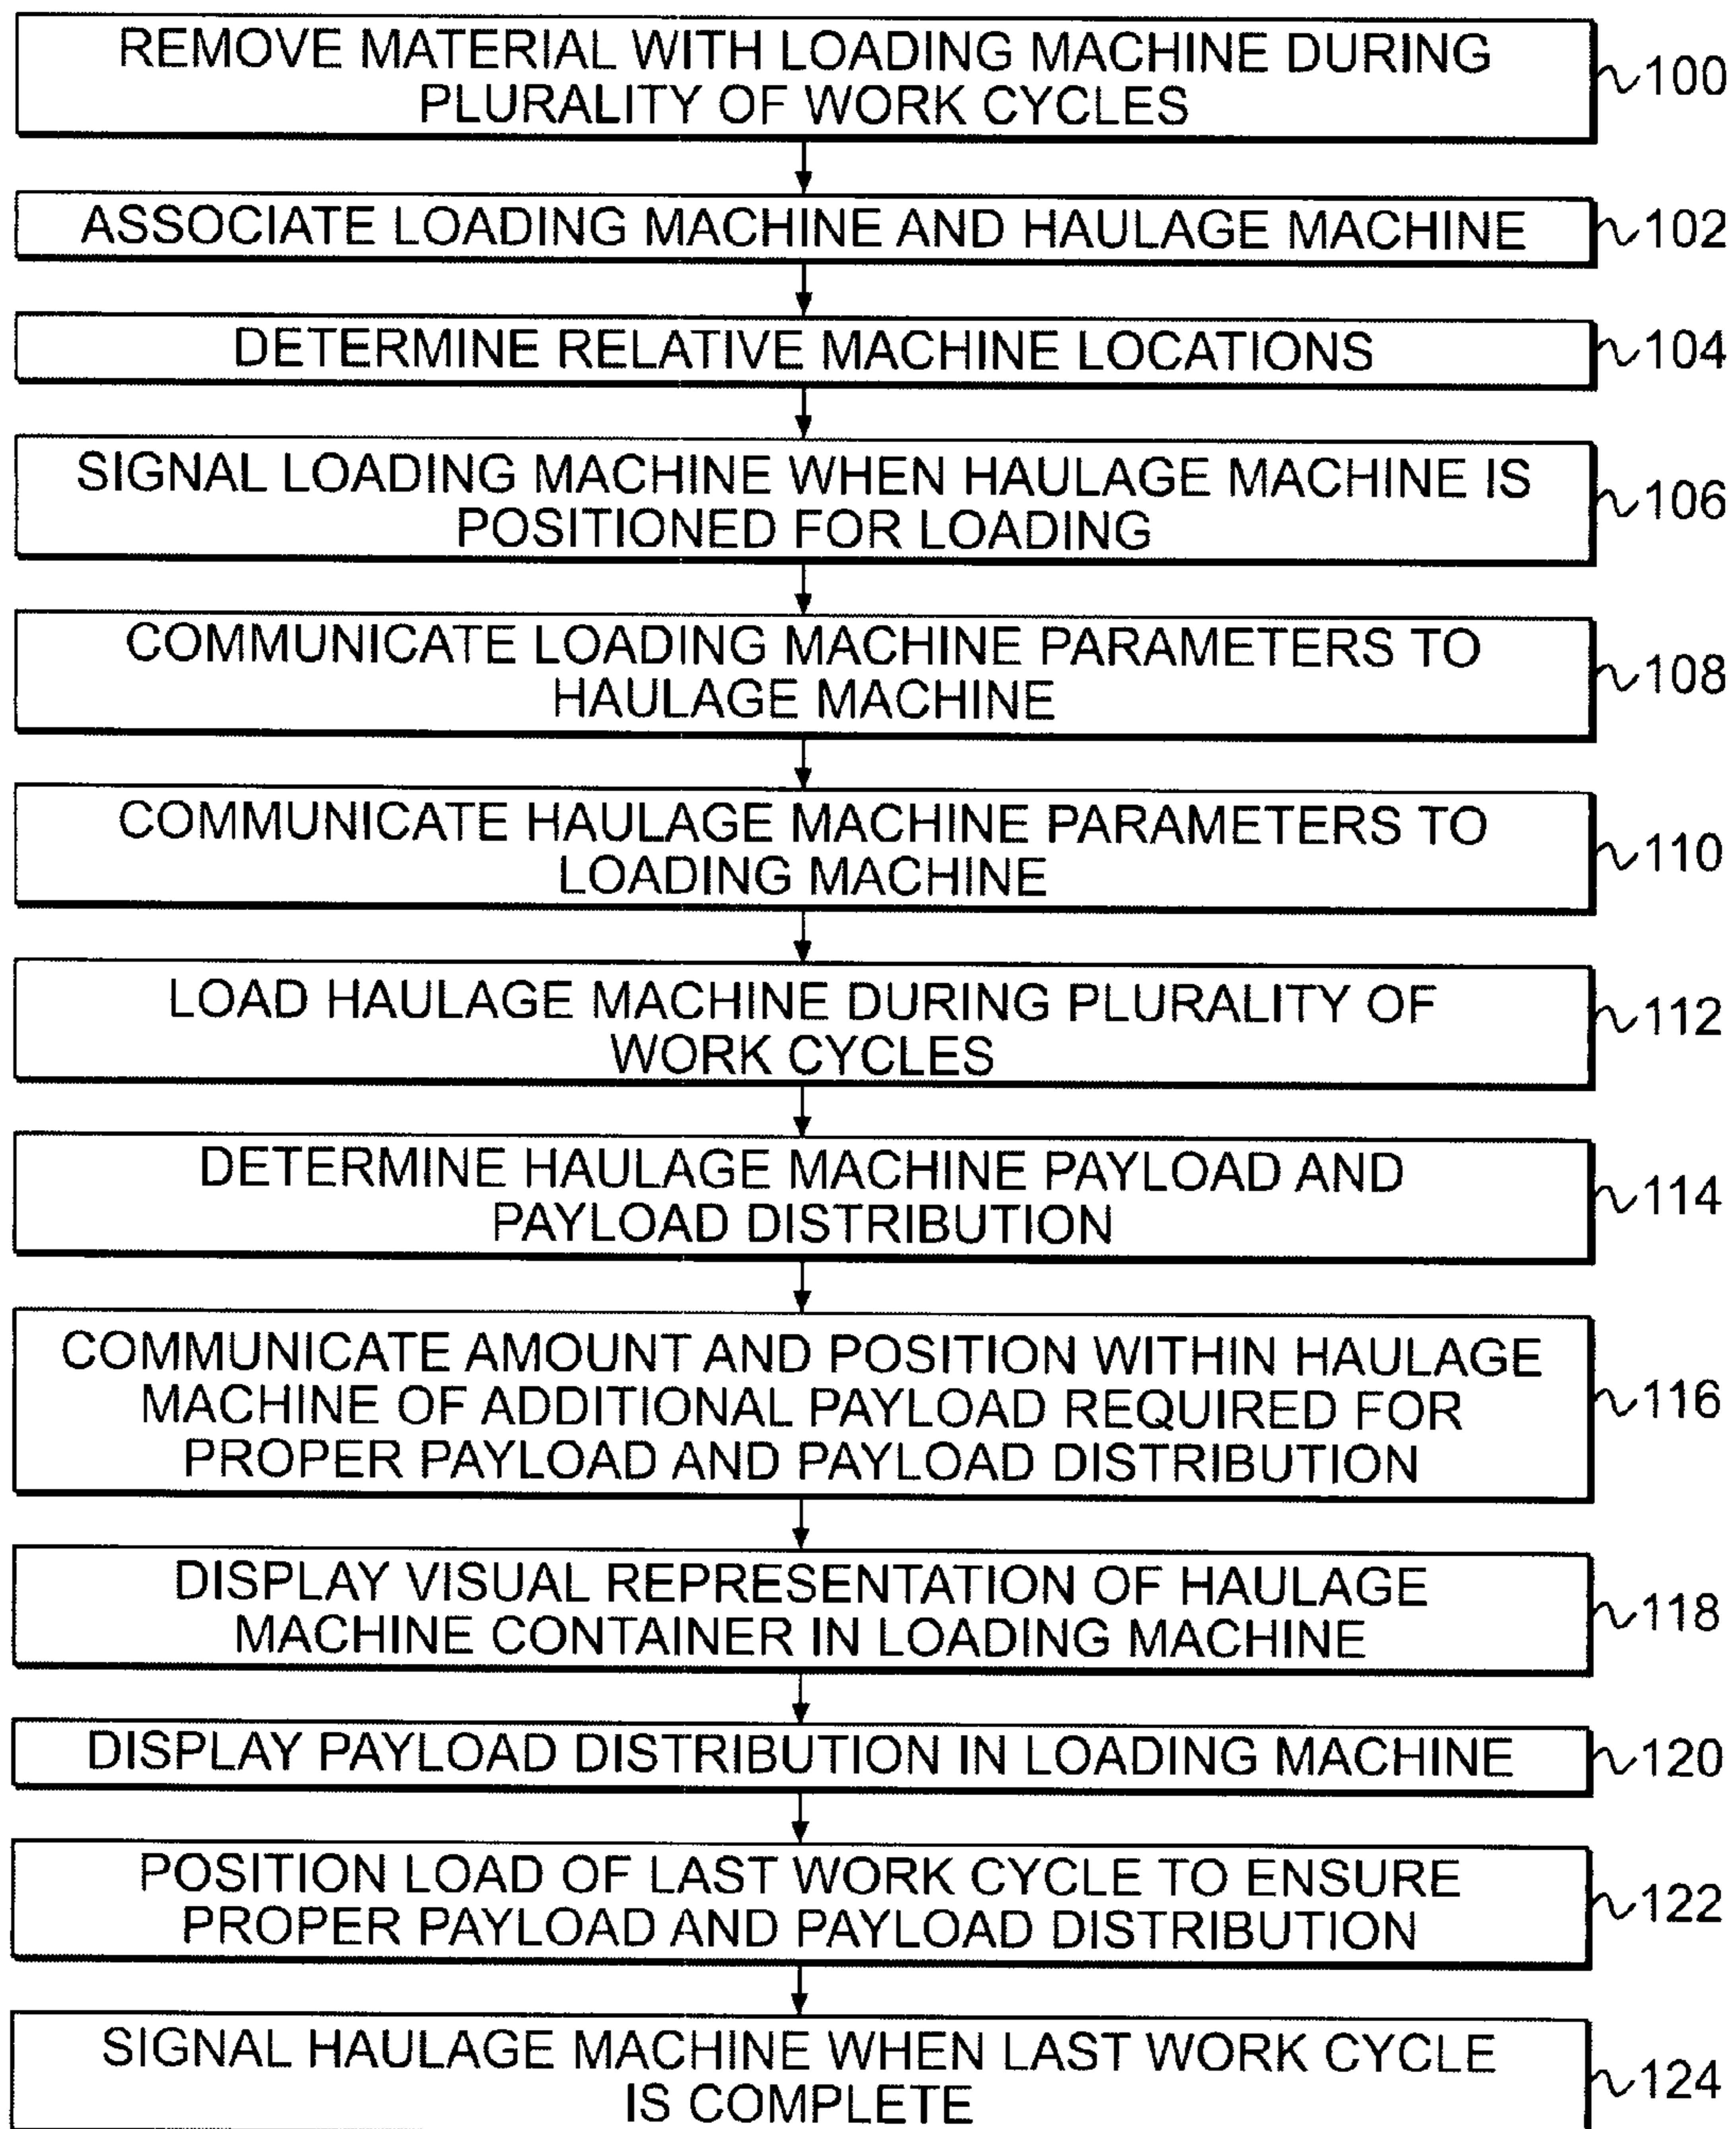 REMOVE MATERIAL WITH LOADING MACHINE DURING
PLURALITY OF WORK CYCLES
100
ASSOCIATE LOADING MACHINE AND HAULAGE MACHINE
102
DETERMINE RELATIVE MACHINE LOCATIONS
104
SIGNAL LOADING MACHINE WHEN HAULAGE MACHINE IS
POSITIONED FOR LOADING
106
COMMUNICATE LOADING MACHINE PARAMETERS TO
HAULAGE MACHINE
108
COMMUNICATE HAULAGE MACHINE PARAMETERS TO
LOADING MACHINE
110
LOAD HAULAGE MACHINE DURING PLURALITY OF
WORK CYCLES
112
DETERMINE HAULAGE MACHINE PAYLOAD AND
PAYLOAD DISTRIBUTION
114
COMMUNICATE AMOUNT AND POSITION WITHIN HAULAGE
MACHINE OF ADDITIONAL PAYLOAD REQUIRED FOR
PROPER PAYLOAD AND PAYLOAD DISTRIBUTION
116
DISPLAY VISUAL REPRESENTATION OF HAULAGE
MACHINE CONTAINER IN LOADING MACHINE
118
DISPLAY PAYLOAD DISTRIBUTION IN LOADING MACHINE
120
POSITION LOAD OF LAST WORK CYCLE TO ENSURE
PROPER PAYLOAD AND PAYLOAD DISTRIBUTION
122
SIGNAL HAULAGE MACHINE WHEN LAST WORK CYCLE
IS COMPLETE
124